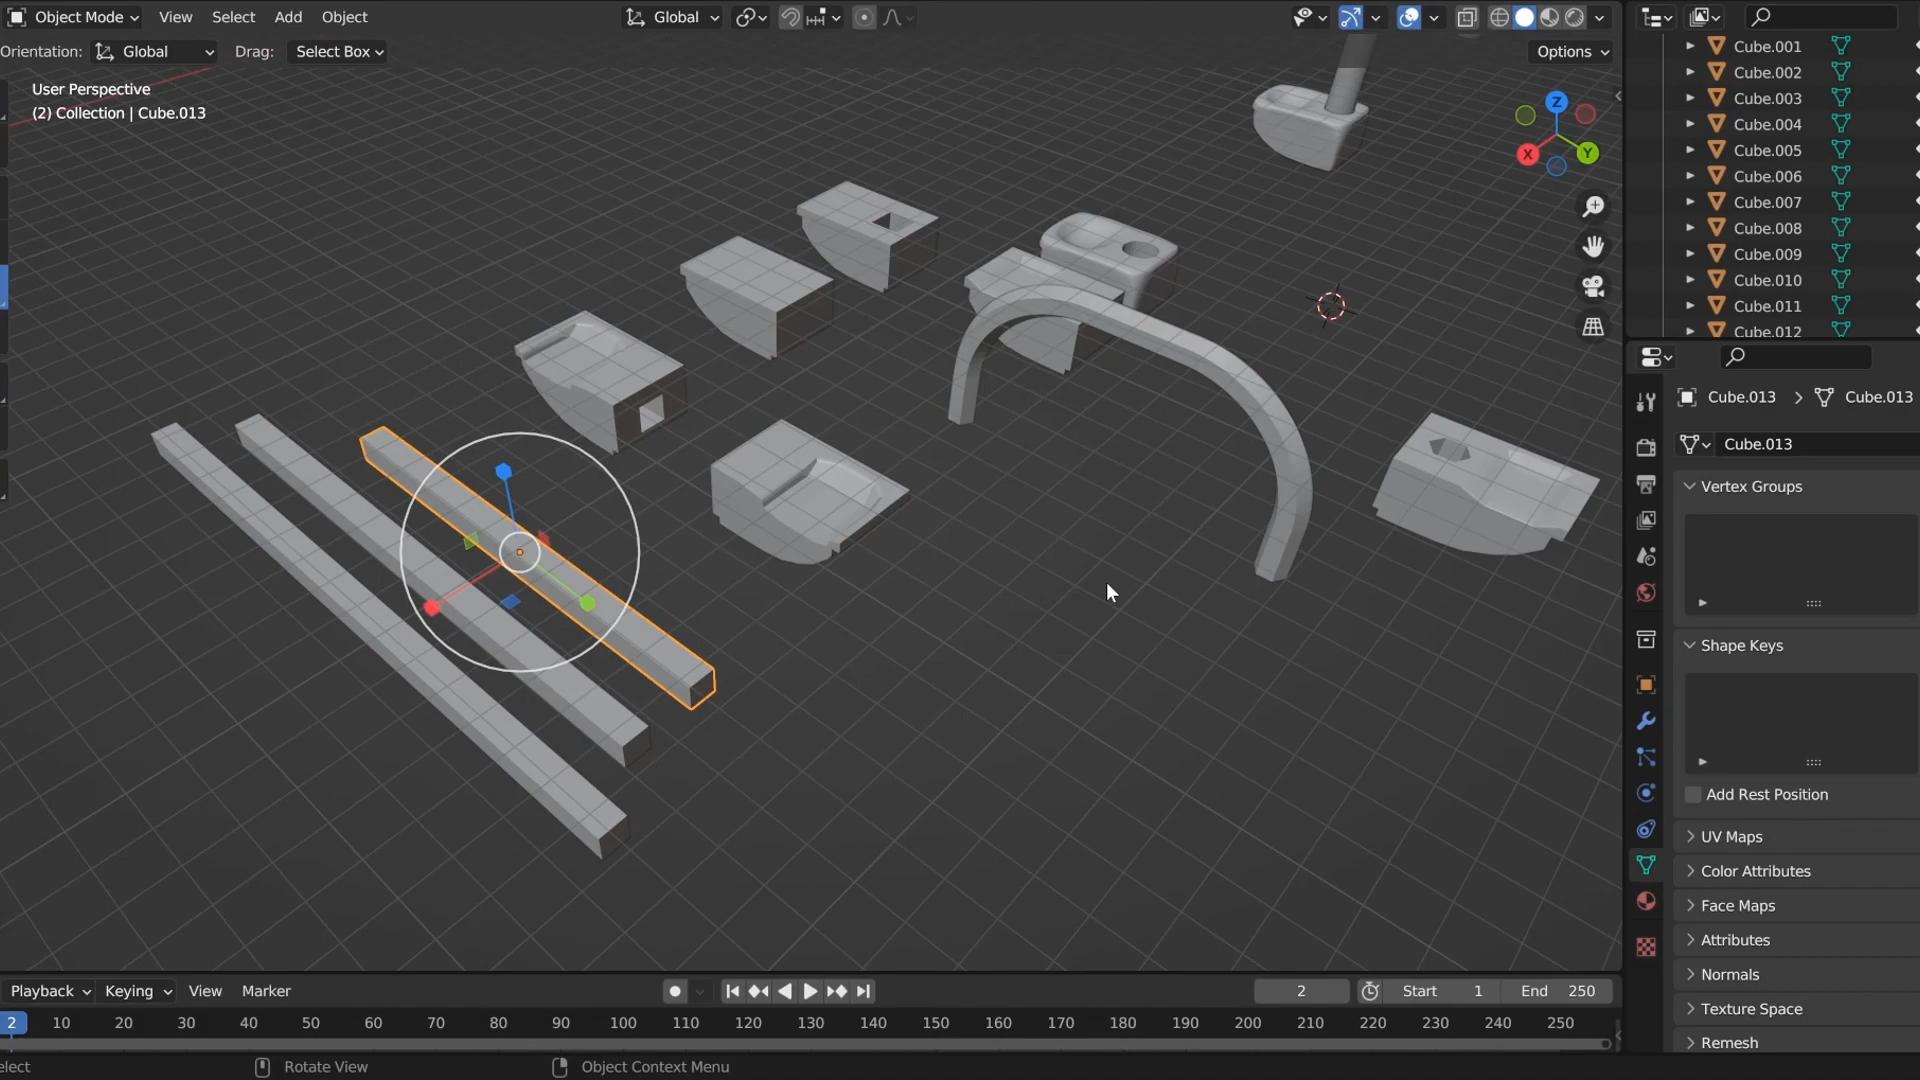 Object Mode View Select Add Object Global
Orientation: Global Drag: Select Box Options
User Perspective
(2) Collection | Cube.013
Z
X
Y
Cube.001
Cube.002
Cube.003
Cube.004
Cube.005
Cube.006
Cube.007
Cube.008
Cube.009
Cube.010
Cube.011
Cube.012
Cube.013 Cube.013
Cube.013
Vertex Groups
Shape Keys
Add Rest Position
UV Maps
Color Attributes
Face Maps
Attributes
Normals
Texture Space
Remesh
Playback Keying View Marker 2 Start 1 End 250
2 10 20 30 40 50 60 70 80 90 100 110 120 130 140 150 160 170 180 190 200 210 220 230 240 250
elect Rotate View Object Context Menu